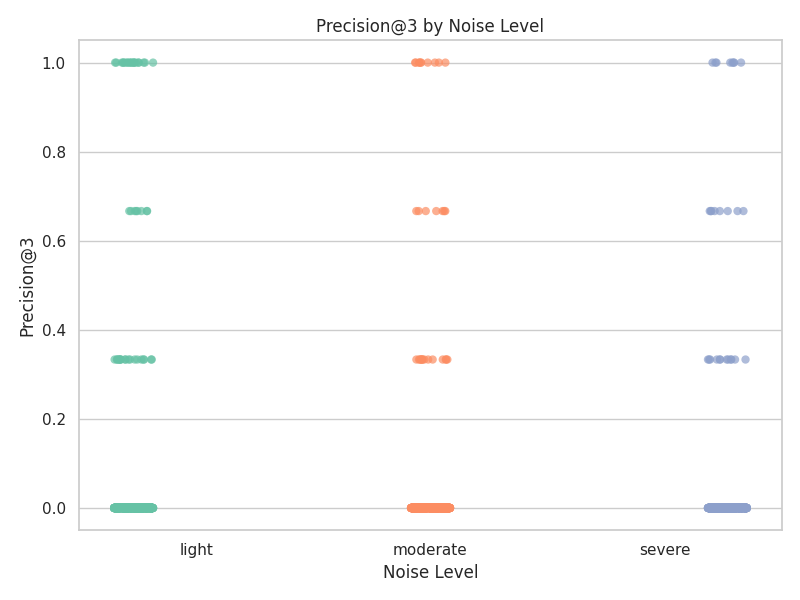 Precision@3 by Noise Level
1.0
0.8
0.6
0.4
0.2
0.0
Precision@3
light
moderate
severe
Noise Level